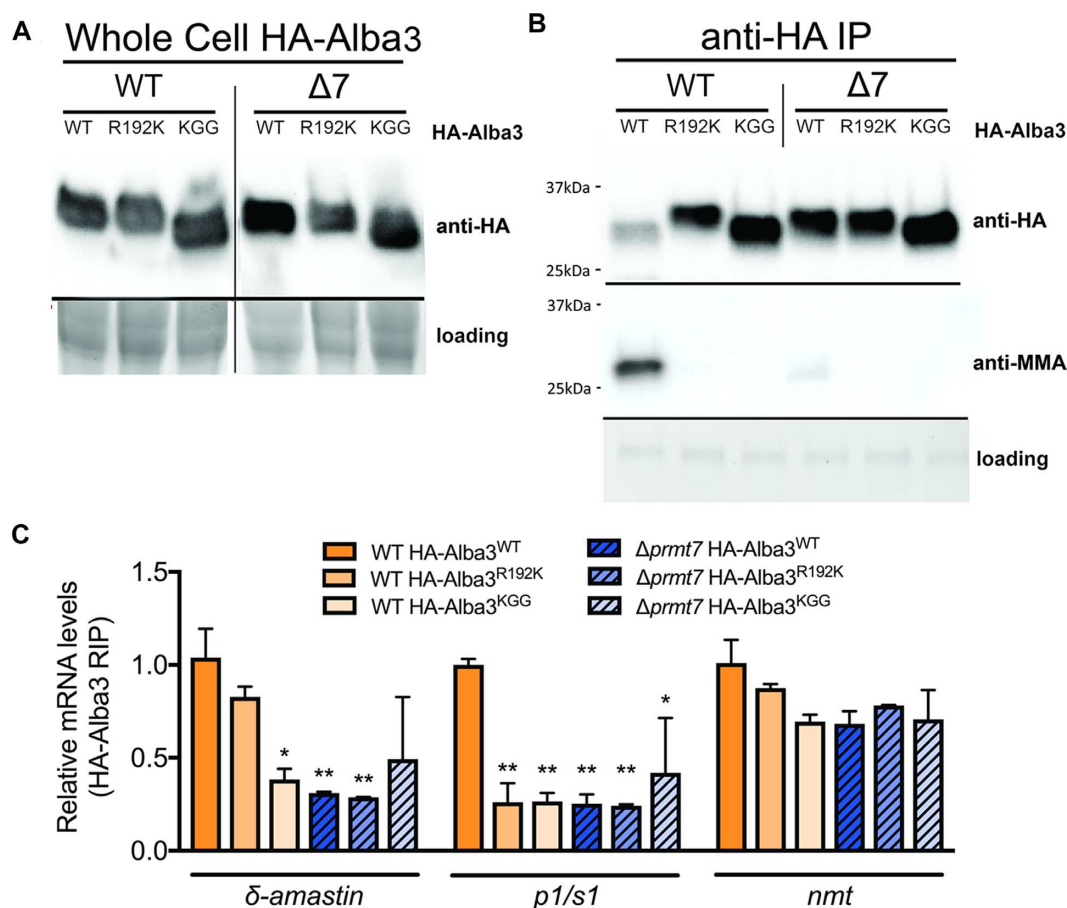 A
Whole Cell HA-Alba3
WT Δ7
WT R192K KGG WT R192K KGG HA-Alba3
anti-HA
loading
B
anti-HA IP
WT Δ7
WT R192K KGG WT R192K KGG HA-Alba3
37kDa -
anti-HA
25kDa -
37kDa -
anti-MMA
25kDa -
loading
C
WT HA-Alba3WT Δprmt7 HA-Alba3WT
WT HA-Alba3R192K Δprmt7 HA-Alba3R192K
WT HA-Alba3KGG Δprmt7 HA-Alba3KGG
Relative mRNA levels
(HA-Alba3 RIP)
1.5
1.0
0.5
0.0
* ** **
** ** ** ** *
δ-amastin p1/s1 nmt